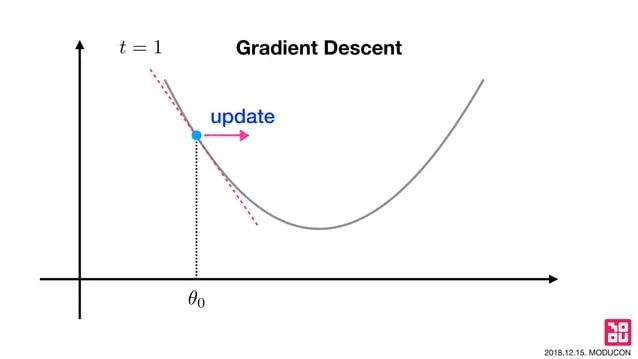 t = 1
Gradient Descent
update
θ₀
2018.12.15. MODUCON